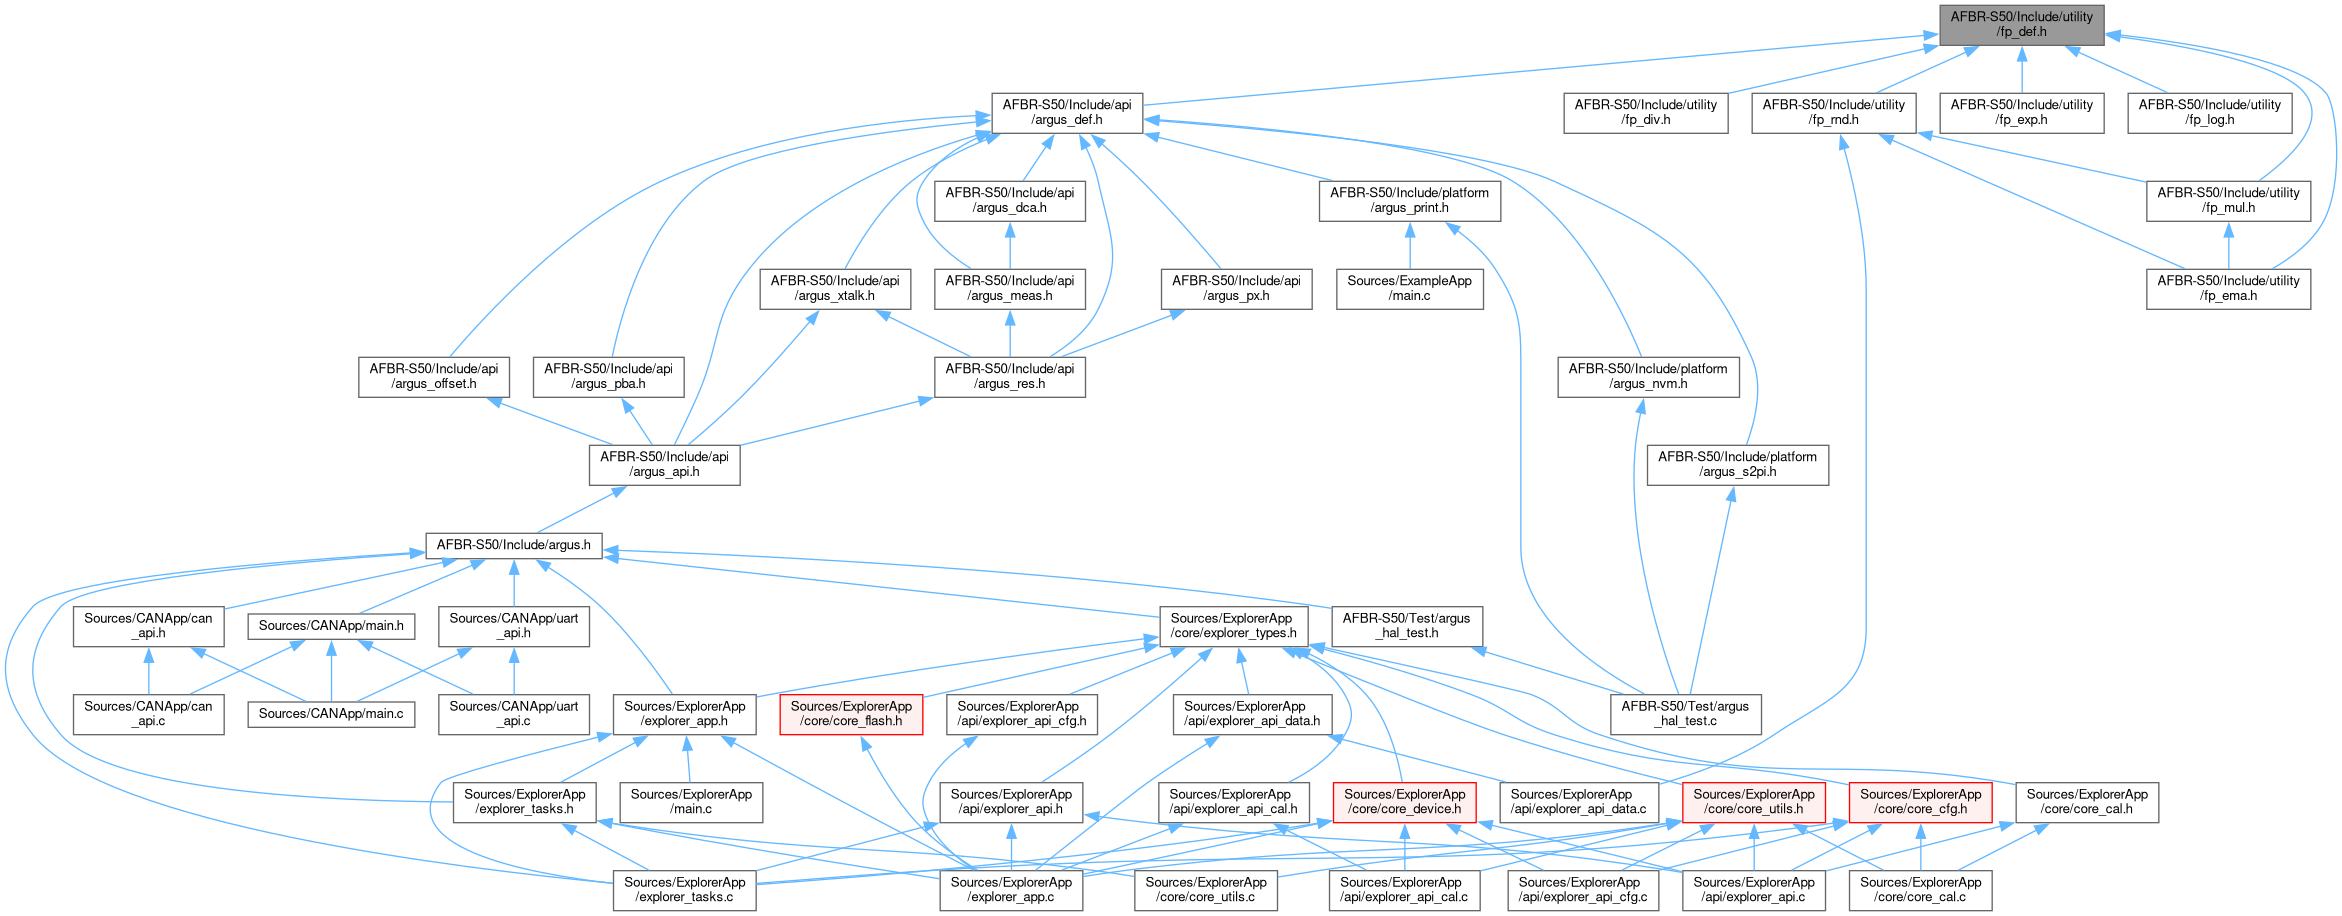 AFBR-S50/Include/utility
/fp_def.h
AFBR-S50/Include/api
/argus_def.h
AFBR-S50/Include/utility
/fp_div.h
AFBR-S50/Include/utility
/fp_rnd.h
AFBR-S50/Include/utility
/fp_exp.h
AFBR-S50/Include/utility
/fp_log.h
AFBR-S50/Include/api
/argus_dca.h
AFBR-S50/Include/platform
/argus_print.h
AFBR-S50/Include/utility
/fp_mul.h
AFBR-S50/Include/api
/argus_xtalk.h
AFBR-S50/Include/api
/argus_meas.h
AFBR-S50/Include/api
/argus_px.h
Sources/ExampleApp
/main.c
AFBR-S50/Include/utility
/fp_ema.h
AFBR-S50/Include/api
/argus_offset.h
AFBR-S50/Include/api
/argus_pba.h
AFBR-S50/Include/api
/argus_res.h
AFBR-S50/Include/platform
/argus_nvm.h
AFBR-S50/Include/api
/argus_api.h
AFBR-S50/Include/platform
/argus_s2pi.h
AFBR-S50/Include/argus.h
Sources/CANApp/can
_api.h
Sources/CANApp/main.h
Sources/CANApp/uart
_api.h
Sources/ExplorerApp
/core/explorer_types.h
AFBR-S50/Test/argus
_hal_test.h
Sources/CANApp/can
_api.c
Sources/CANApp/main.c
Sources/CANApp/uart
_api.c
Sources/ExplorerApp
/explorer_app.h
Sources/ExplorerApp
/core/core_flash.h
Sources/ExplorerApp
/api/explorer_api_cfg.h
Sources/ExplorerApp
/api/explorer_api_data.h
AFBR-S50/Test/argus
_hal_test.c
Sources/ExplorerApp
/explorer_tasks.h
Sources/ExplorerApp
/main.c
Sources/ExplorerApp
/api/explorer_api.h
Sources/ExplorerApp
/api/explorer_api_cal.h
Sources/ExplorerApp
/core/core_device.h
Sources/ExplorerApp
/api/explorer_api_data.c
Sources/ExplorerApp
/core/core_utils.h
Sources/ExplorerApp
/core/core_cfg.h
Sources/ExplorerApp
/core/core_cal.h
Sources/ExplorerApp
/explorer_tasks.c
Sources/ExplorerApp
/explorer_app.c
Sources/ExplorerApp
/core/core_utils.c
Sources/ExplorerApp
/api/explorer_api_cal.c
Sources/ExplorerApp
/api/explorer_api_cfg.c
Sources/ExplorerApp
/api/explorer_api.c
Sources/ExplorerApp
/core/core_cal.c